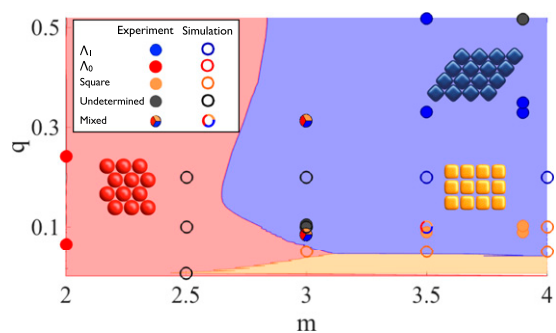 0.5
Experiment Simulation
Λ₁
Λ₀
Square
Undetermined
Mixed
0.3
q
0.1
2 2.5 3 3.5 4
m